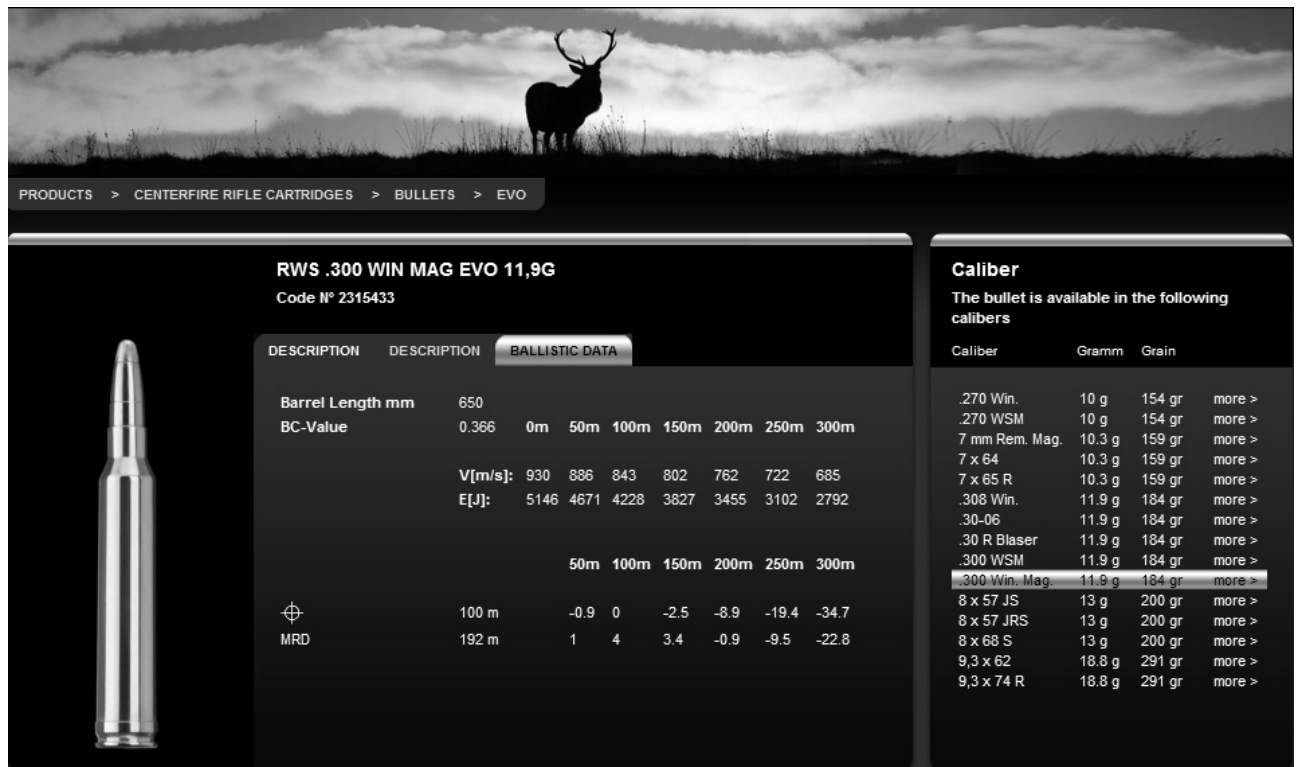 PRODUCTS > CENTERFIRE RIFLE CARTRIDGES > BULLETS > EVO
RWS .300 WIN MAG EVO 11,9G
Code Nº 2315433
DESCRIPTION DESCRIPTION BALLISTIC DATA
Barrel Length mm 650
BC-Value 0.366 0m 50m 100m 150m 200m 250m 300m
V[m/s]: 930 886 843 802 762 722 685
E[J]: 5146 4671 4228 3827 3455 3102 2792
50m 100m 150m 200m 250m 300m
100 m -0.9 0 -2.5 -8.9 -19.4 -34.7
MRD 192 m 1 4 3.4 -0.9 -9.5 -22.8
Caliber
The bullet is available in the following
calibers
Caliber Gramm Grain
.270 Win. 10 g 154 gr more >
.270 WSM 10 g 154 gr more >
7 mm Rem. Mag. 10.3 g 159 gr more >
7 x 64 10.3 g 159 gr more >
7 x 65 R 10.3 g 159 gr more >
.308 Win. 11.9 g 184 gr more >
.30-06 11.9 g 184 gr more >
.30 R Blaser 11.9 g 184 gr more >
.300 WSM 11.9 g 184 gr more >
.300 Win. Mag. 11.9 g 184 gr more >
8 x 57 JS 13 g 200 gr more >
8 x 57 JRS 13 g 200 gr more >
8 x 68 S 13 g 200 gr more >
9,3 x 62 18.8 g 291 gr more >
9,3 x 74 R 18.8 g 291 gr more >